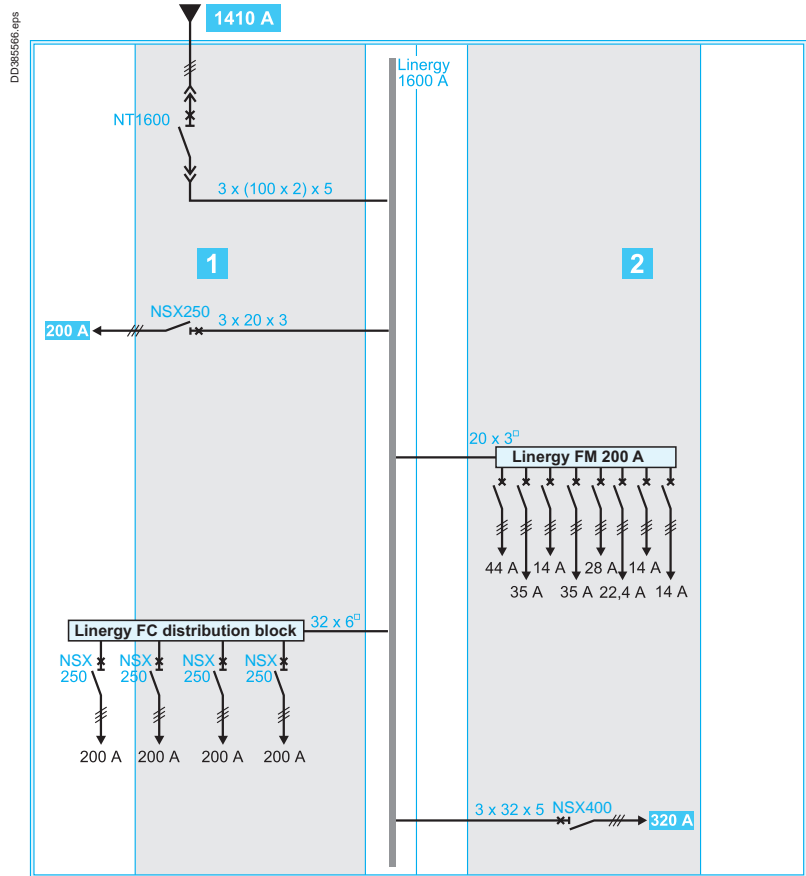 DD385566.eps
1410 A
Linergy
1600 A
NT1600
3 x (100 x 2) x 5
1
2
NSX250
3 x 20 x 3
200 A
20 x 3□
Linergy FM 200 A
44 A
14 A
28 A
14 A
35 A
35 A
22,4 A
14 A
32 x 6□
Linergy FC distribution block
NSX
250
NSX
250
NSX
250
NSX
250
200 A
200 A
200 A
200 A
3 x 32 x 5
NSX400
320 A